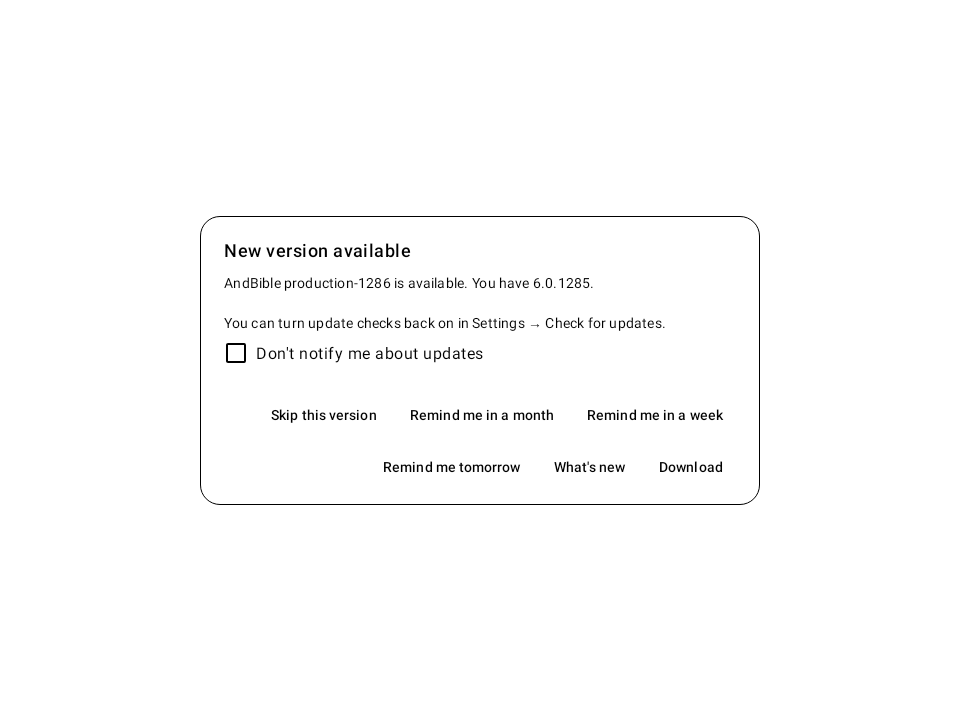 New version available
AndBible production-1286 is available. You have 6.0.1285.
You can turn update checks back on in Settings → Check for updates.
Don't notify me about updates
Skip this version Remind me in a month Remind me in a week
Remind me tomorrow What's new Download